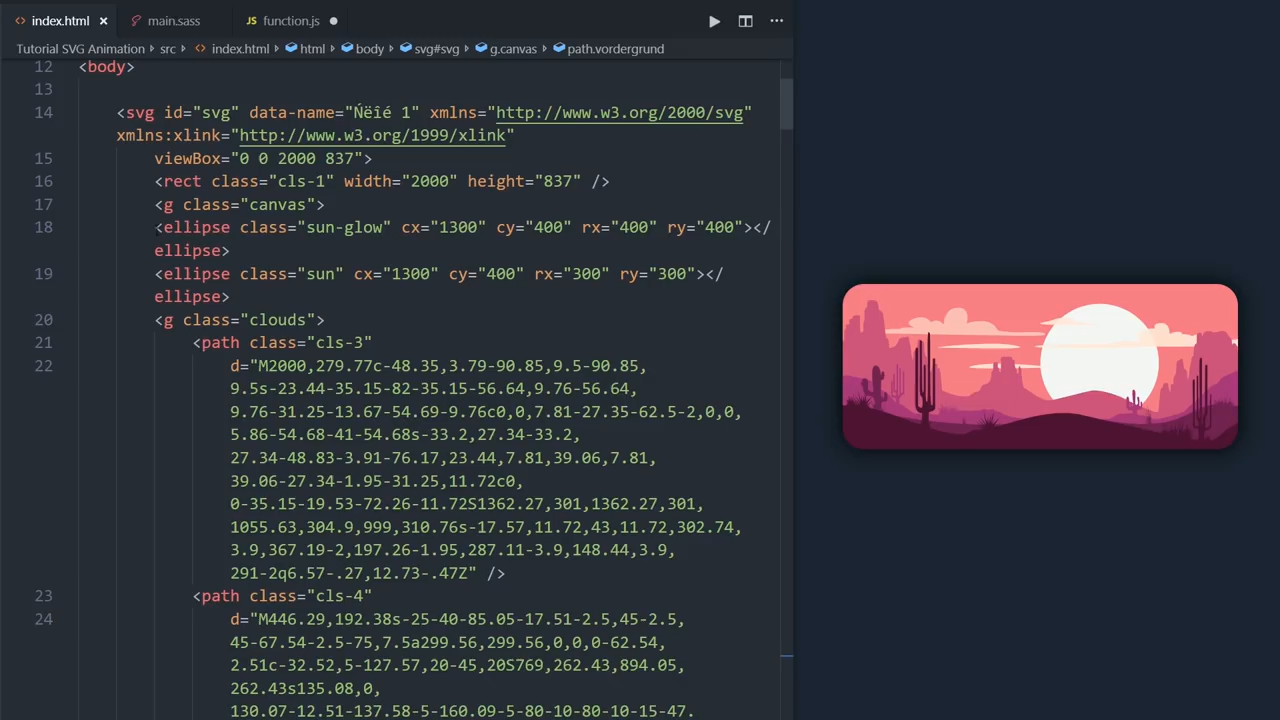 index.html
main.sass
JS function.js
Tutorial SVG Animation > src > index.html > html > body > svg#svg > g.canvas > path.vordergrund
12 <body>
13
14 <svg id="svg" data-name="Ñëîé 1" xmlns="http://www.w3.org/2000/svg"
xmlns:xlink="http://www.w3.org/1999/xlink"
15 viewBox="0 0 2000 837">
16 <rect class="cls-1" width="2000" height="837" />
17 <g class="canvas">
18 <ellipse class="sun-glow" cx="1300" cy="400" rx="400" ry="400"></
ellipse>
19 <ellipse class="sun" cx="1300" cy="400" rx="300" ry="300"></
ellipse>
20 <g class="clouds">
21 <path class="cls-3"
22 d="M2000,279.77c-48.35,3.79-90.85,9.5-90.85,
9.5s-23.44-35.15-82-35.15-56.64,9.76-56.64,
9.76-31.25-13.67-54.69-9.76c0,0,7.81-27.35-62.5-2,0,0,
5.86-54.68-41-54.68s-33.2,27.34-33.2,
27.34-48.83-3.91-76.17,23.44,7.81,39.06,7.81,
39.06-27.34-1.95-31.25,11.72c0,
0-35.15-19.53-72.26-11.72S1362.27,301,1362.27,301,
1055.63,304.9,999,310.76s-17.57,11.72,43,11.72,302.74,
3.9,367.19-2,197.26-1.95,287.11-3.9,148.44,3.9,
291-2q6.57-.27,12.73-.47Z" />
23 <path class="cls-4"
24 d="M446.29,192.38s-25-40-85.05-17.51-2.5,45-2.5,
45-67.54-2.5-75,7.5a299.56,299.56,0,0,0-62.54,
2.51c-32.52,5-127.57,20-45,20S769,262.43,894.05,
262.43s135.08,0,
130.07-12.51-137.58-5-160.09-5-80-10-80-10-15-47.